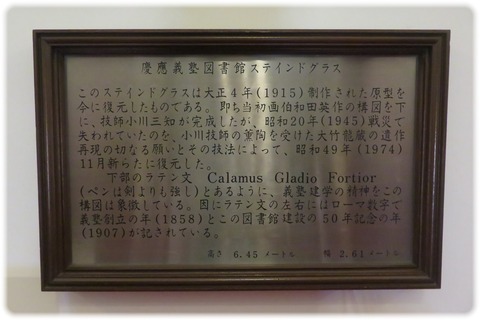 慶應義塾図書館ステインドグラス
このステインドグラスは大正4年(1915)制作された原型を
今に復元したものである。即ち当初画伯和田英作の構図を下
に、技師小川三知が完成したが、昭和20年(1945)戦災で
失われていたのを、小川技師の薫陶を受けた大竹龍蔵の遺作
再現の切なる願いとその技法によって、昭和49年(1974)
11月新らたに復元した。
下部のラテン文 Calamus Gladio Fortior
(ペンは剣よりも強し)とあるように、義塾建学の精神をこの
構図は象徴している。因にラテン文の左右にはローマ数字で
義塾創立の年(1858)とこの図書館建設の50年記念の年
(1907)が記されている。
高さ 6.45メートル 幅 2.61メートル